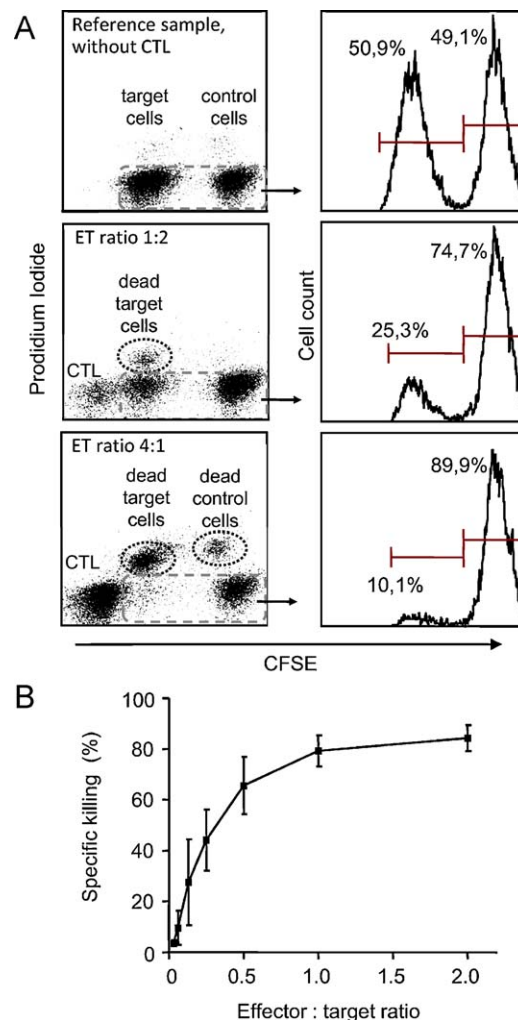 A
Reference sample,
without CTL
target
cells
control
cells
50,9%
49,1%
ET ratio 1:2
dead
target
cells
CTL
74,7%
25,3%
ET ratio 4:1
dead
target
cells
dead
control
cells
CTL
89,9%
10,1%
Prodidium Iodide
Cell count
CFSE
B
Specific killing (%)
100
80
60
40
20
0
0
0.5
1.0
1.5
2.0
Effector : target ratio